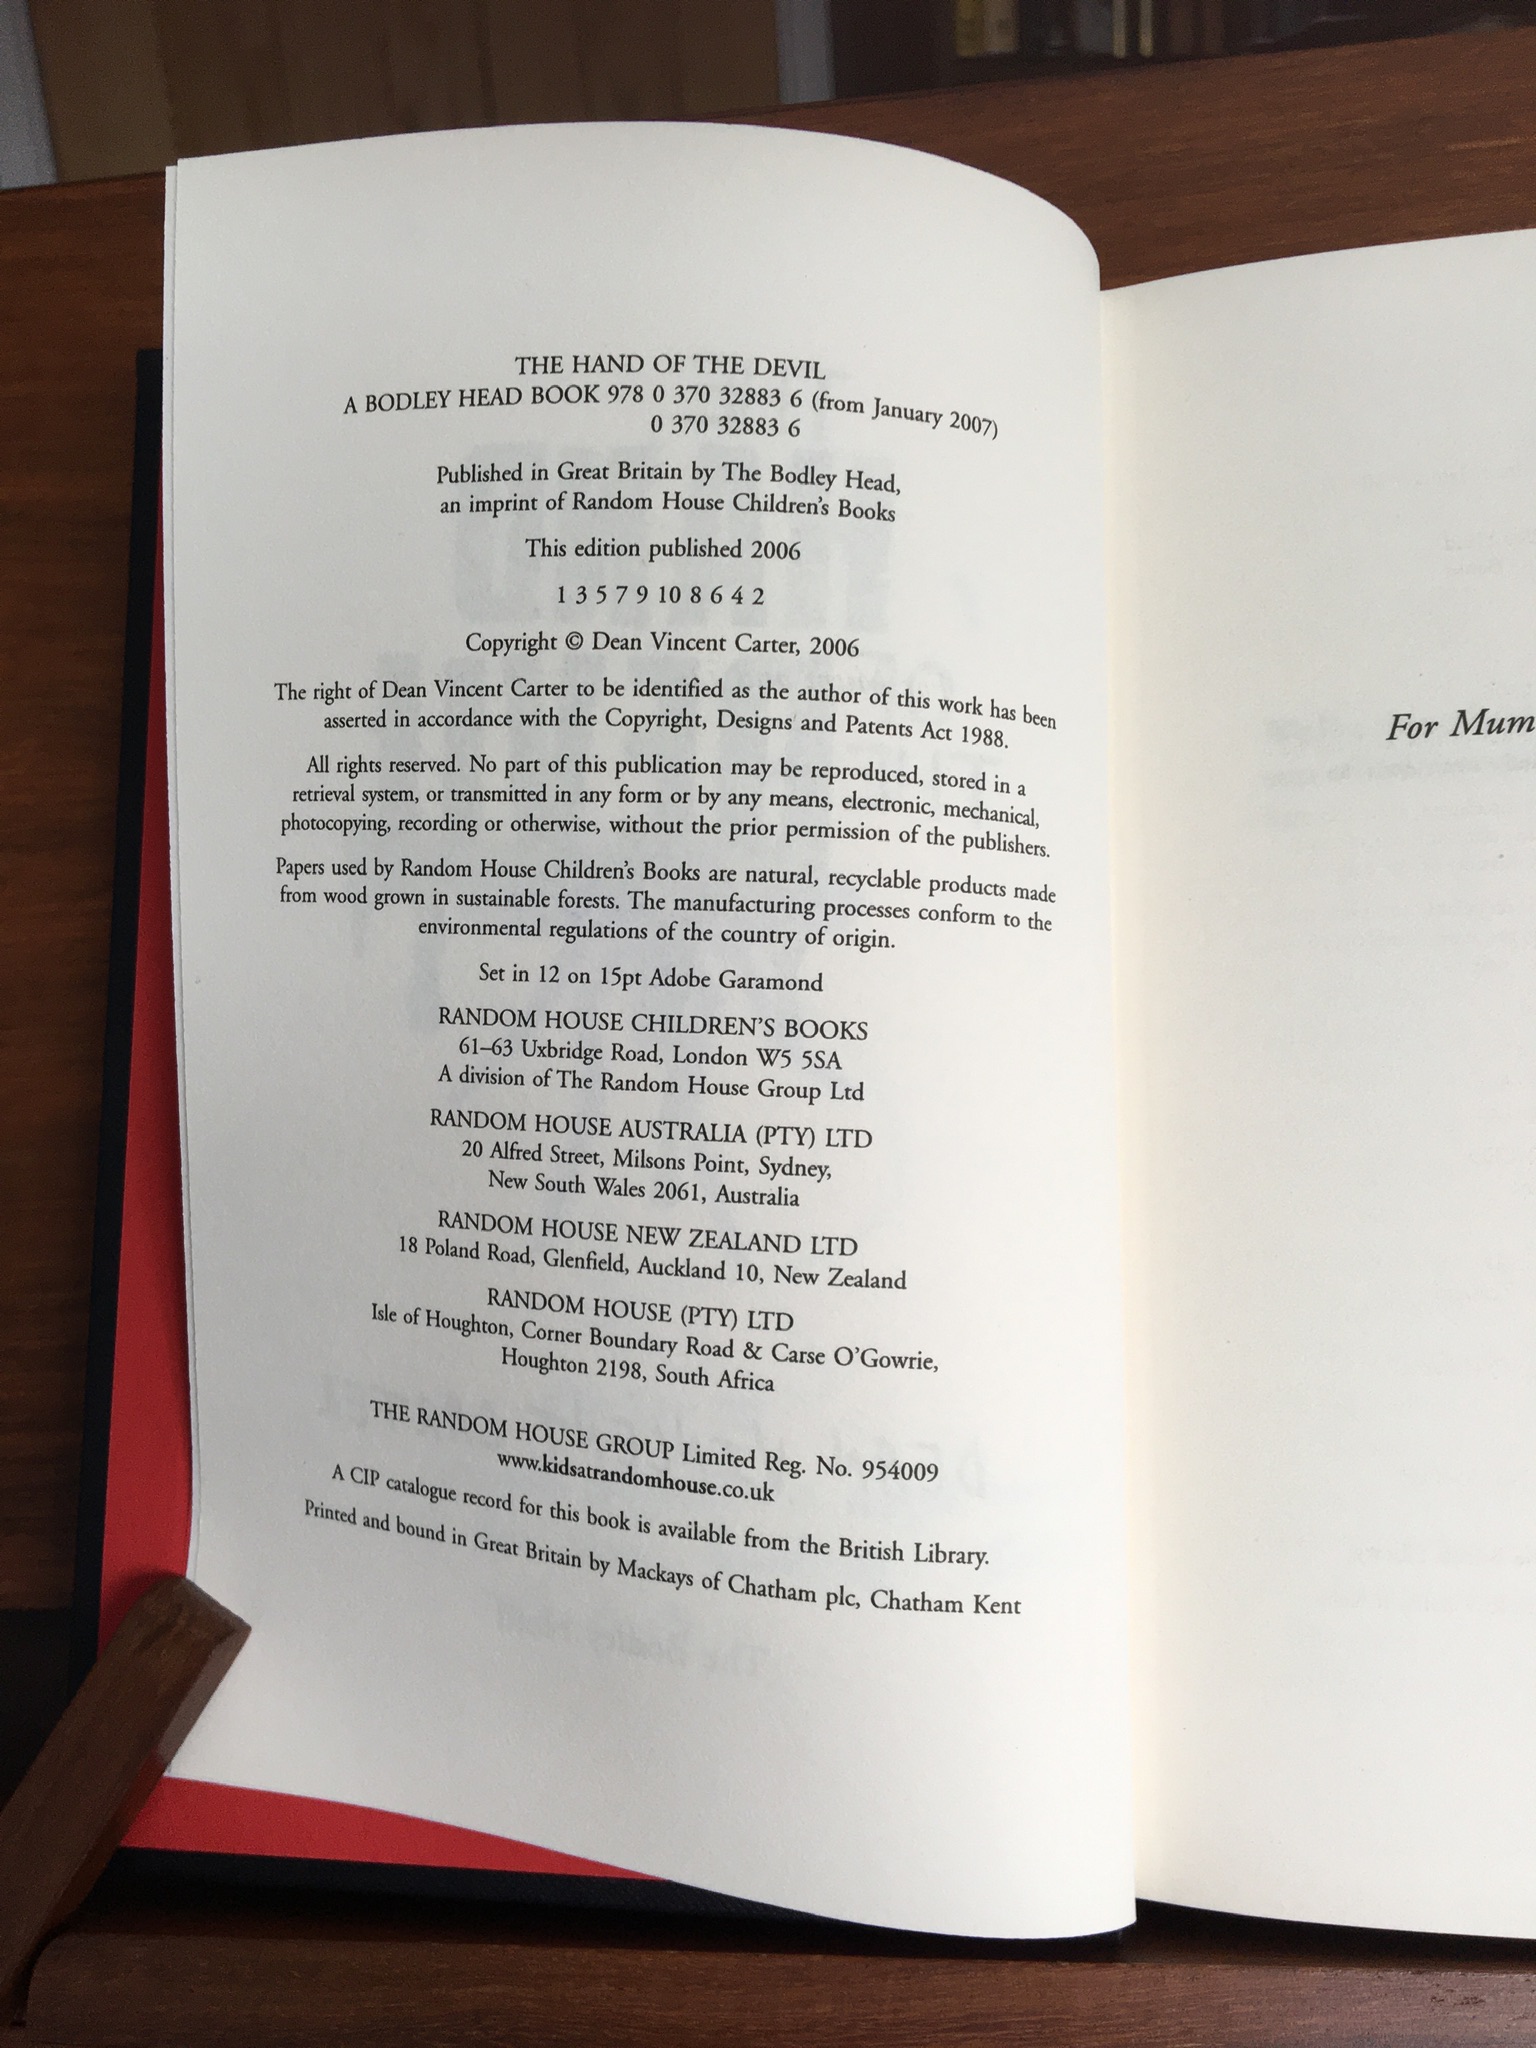 THE HAND OF THE DEVIL
A BODLEY HEAD BOOK 978 0 370 32883 6 (from January 2007)
0 370 32883 6
Published in Great Britain by The Bodley Head,
an imprint of Random House Children's Books
This edition published 2006
1 3 5 7 9 10 8 6 4 2
Copyright © Dean Vincent Carter, 2006
The right of Dean Vincent Carter to be identified as the author of this work has been
asserted in accordance with the Copyright, Designs and Patents Act 1988.
All rights reserved. No part of this publication may be reproduced, stored in a
retrieval system, or transmitted in any form or by any means, electronic, mechanical,
photocopying, recording or otherwise, without the prior permission of the publishers.
Papers used by Random House Children's Books are natural, recyclable products made
from wood grown in sustainable forests. The manufacturing processes conform to the
environmental regulations of the country of origin.
Set in 12 on 15pt Adobe Garamond
RANDOM HOUSE CHILDREN'S BOOKS
61–63 Uxbridge Road, London W5 5SA
A division of The Random House Group Ltd
RANDOM HOUSE AUSTRALIA (PTY) LTD
20 Alfred Street, Milsons Point, Sydney,
New South Wales 2061, Australia
RANDOM HOUSE NEW ZEALAND LTD
18 Poland Road, Glenfield, Auckland 10, New Zealand
RANDOM HOUSE (PTY) LTD
Isle of Houghton, Corner Boundary Road & Carse O'Gowrie,
Houghton 2198, South Africa
THE RANDOM HOUSE GROUP Limited Reg. No. 954009
www.kidsatrandomhouse.co.uk
A CIP catalogue record for this book is available from the British Library.
Printed and bound in Great Britain by Mackays of Chatham plc, Chatham Kent
For Mum